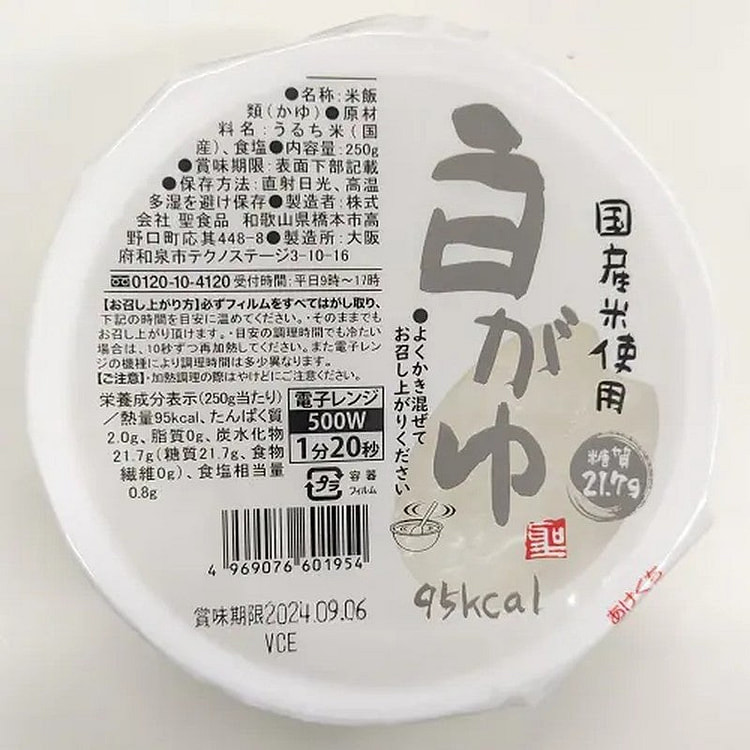 ●名称:米飯
類(かゆ)●原材
料名:うるち米(国
産)、食塩●内容量:250g
●賞味期限:表面下部記載
●保存方法:直射日光、高温
多湿を避け保存●製造者:株式
会社 聖食品 和歌山県橋本市高
野口町応其448-8●製造所:大阪
府和泉市テクノステージ3-10-16
0120-10-4120 受付時間:平日9時〜17時
【お召し上がり方】必ずフィルムをすべてはがし取り、
下記の時間を目安に温めてください。・そのままでも
お召し上がり頂けます。・目安の調理時間でも冷たい
場合は、10秒ずつ再加熱してください。また電子レン
ジの機種により調理時間は多少異なります。
【ご注意】・加熱調理の際はやけどにご注意ください。
栄養成分表示(250g当たり)
/熱量95kcal、たんぱく質
2.0g、脂質0g、炭水化物
21.7g(糖質21.7g、食物
繊維0g)、食塩相当量
0.8g
電子レンジ
500W
1分20秒
プラ
容器
フィルム
4 969076 601954
賞味期限2024.09.06
VCE
白がゆ
国産米使用
●よくかき混ぜて
お召し上がりください
糖質
21.7g
聖
95kcal
あけくち